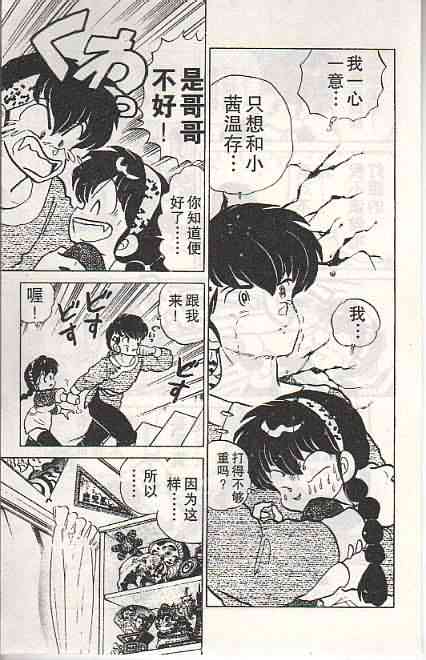 我一心
一意…
只想和小
茜温存…
我…
打得不够
重吗?
くわっ
是哥哥
不好!
你知道便
好了……
跟我
来!
喔!
どす
どす
因为这
样…
所以